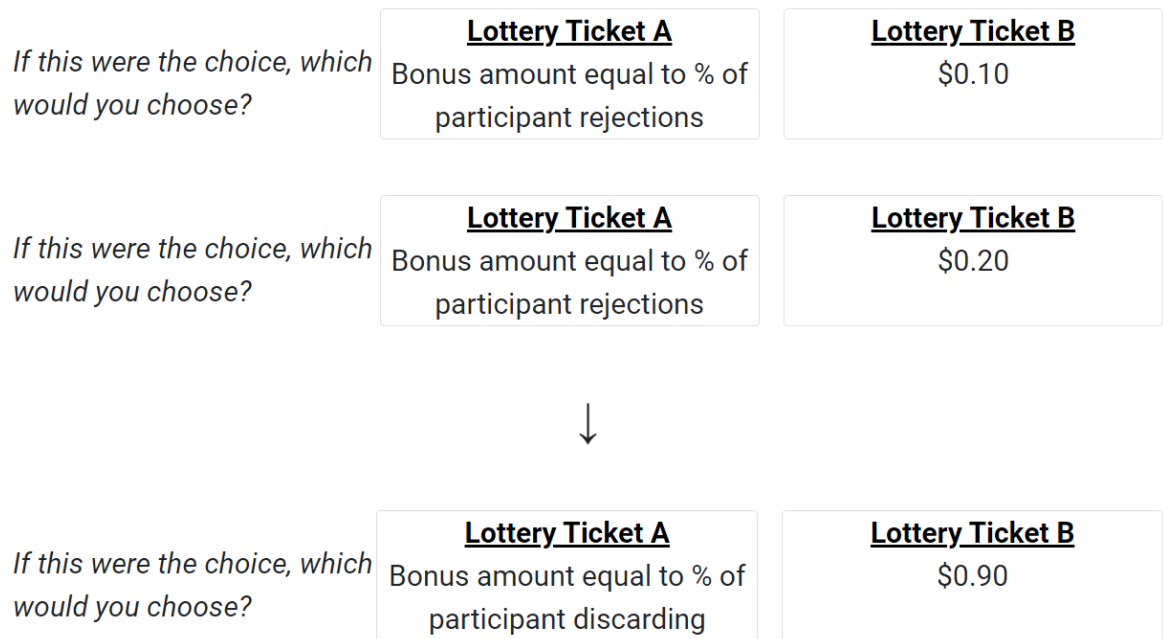 Lottery Ticket A
Lottery Ticket B
If this were the choice, which
would you choose?
Bonus amount equal to % of
participant rejections
$0.10
Lottery Ticket A
Lottery Ticket B
If this were the choice, which
would you choose?
Bonus amount equal to % of
participant rejections
$0.20
↓
Lottery Ticket A
Lottery Ticket B
If this were the choice, which
would you choose?
Bonus amount equal to % of
participant discarding
$0.90